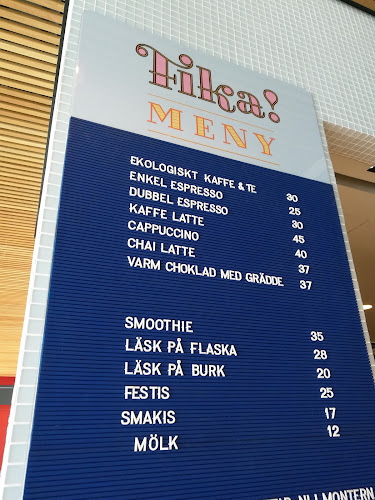 Fika!
MENY
EKOLOGISKT KAFFE & TE 30
ENKEL ESPRESSO 25
DUBBEL ESPRESSO 30
KAFFE LATTE 45
CAPPUCCINO 40
CHAI LATTE 37
VARM CHOKLAD MED GRÄDDE 37
SMOOTHIE 35
LÄSK PÅ FLASKA 28
LÄSK PÅ BURK 20
FESTIS 25
SMAKIS 17
MÖLK 12
NI I MONTERN